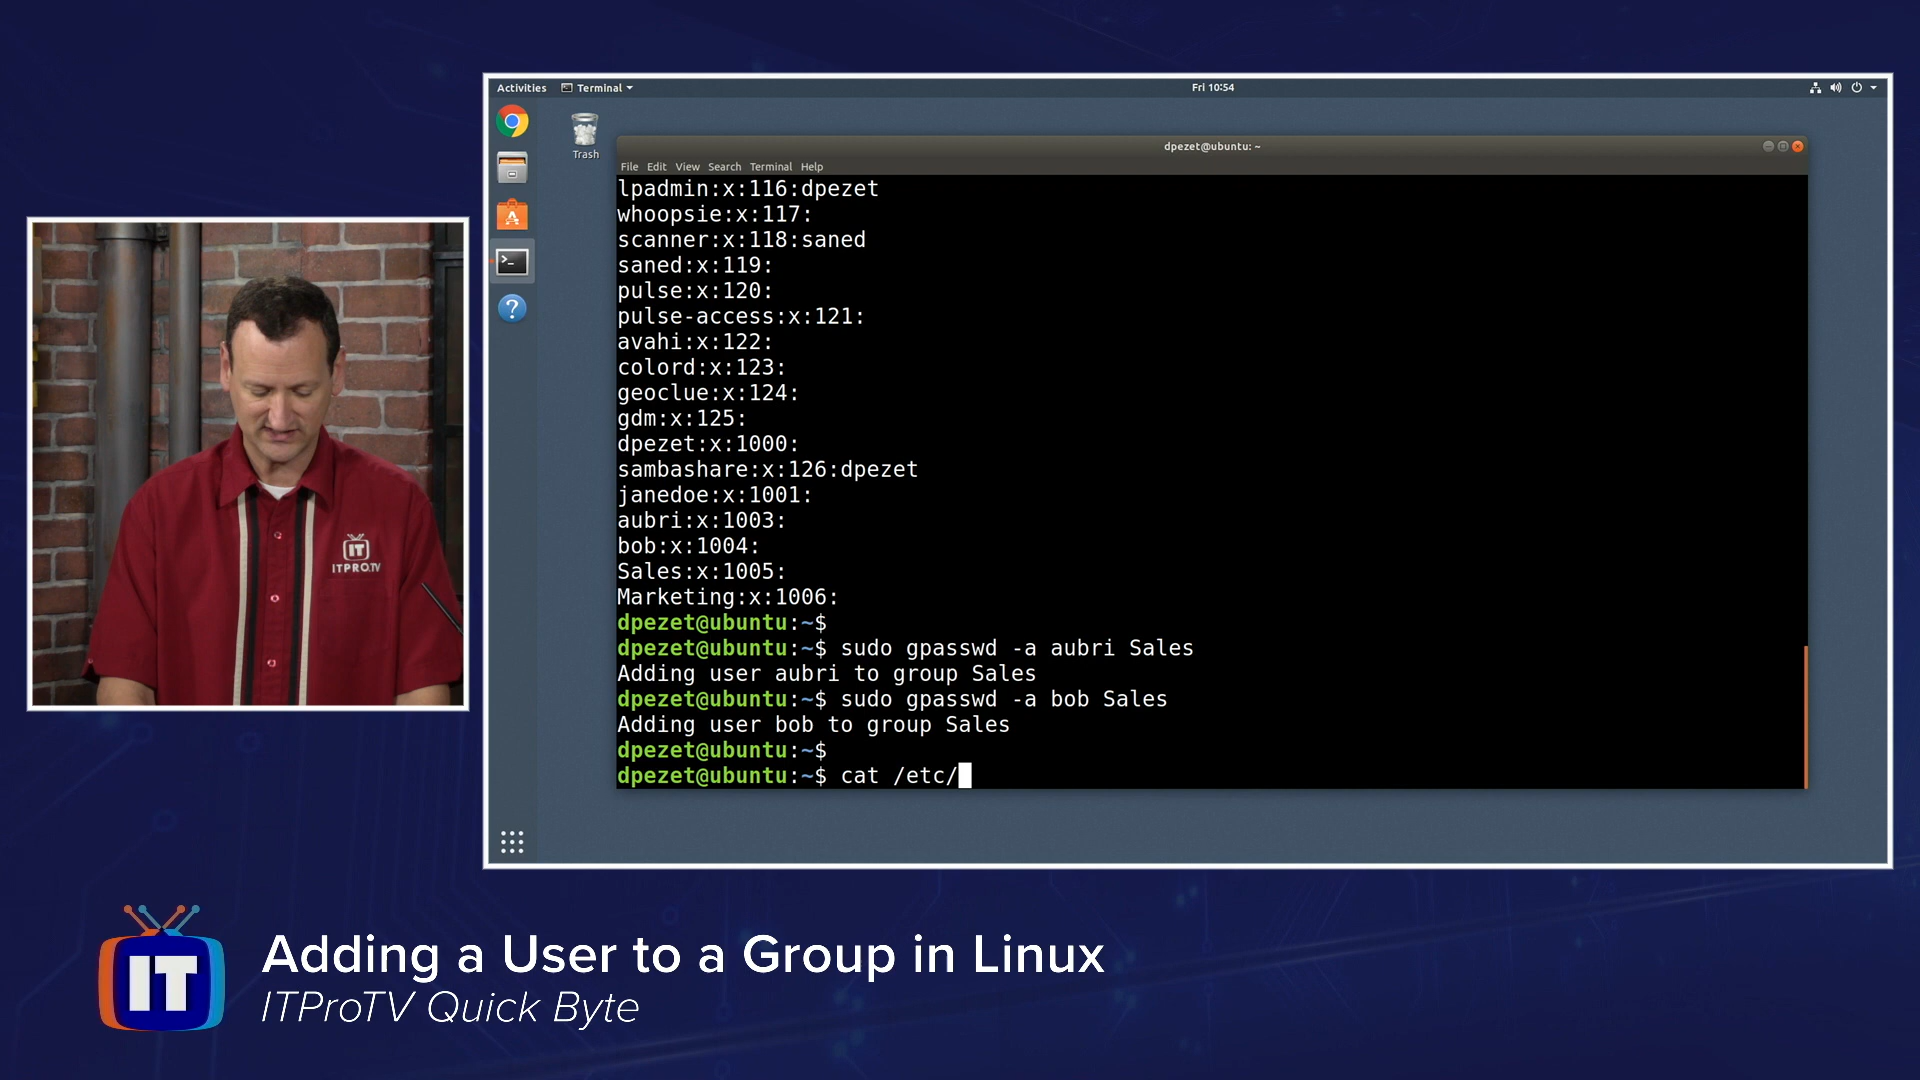 Activities
Terminal
Fri 10:54
Trash
dpezet@ubuntu: ~
File Edit View Search Terminal Help
lpadmin:x:116:dpezet
whoopsie:x:117:
scanner:x:118:saned
saned:x:119:
pulse:x:120:
pulse-access:x:121:
avahi:x:122:
colord:x:123:
geoclue:x:124:
gdm:x:125:
dpezet:x:1000:
sambashare:x:126:dpezet
janedoe:x:1001:
aubri:x:1003:
bob:x:1004:
Sales:x:1005:
Marketing:x:1006:
dpezet@ubuntu:~$
dpezet@ubuntu:~$ sudo gpasswd -a aubri Sales
Adding user aubri to group Sales
dpezet@ubuntu:~$ sudo gpasswd -a bob Sales
Adding user bob to group Sales
dpezet@ubuntu:~$
dpezet@ubuntu:~$ cat /etc/
IT
ITPRO.TV
IT
Adding a User to a Group in Linux
ITProTV Quick Byte